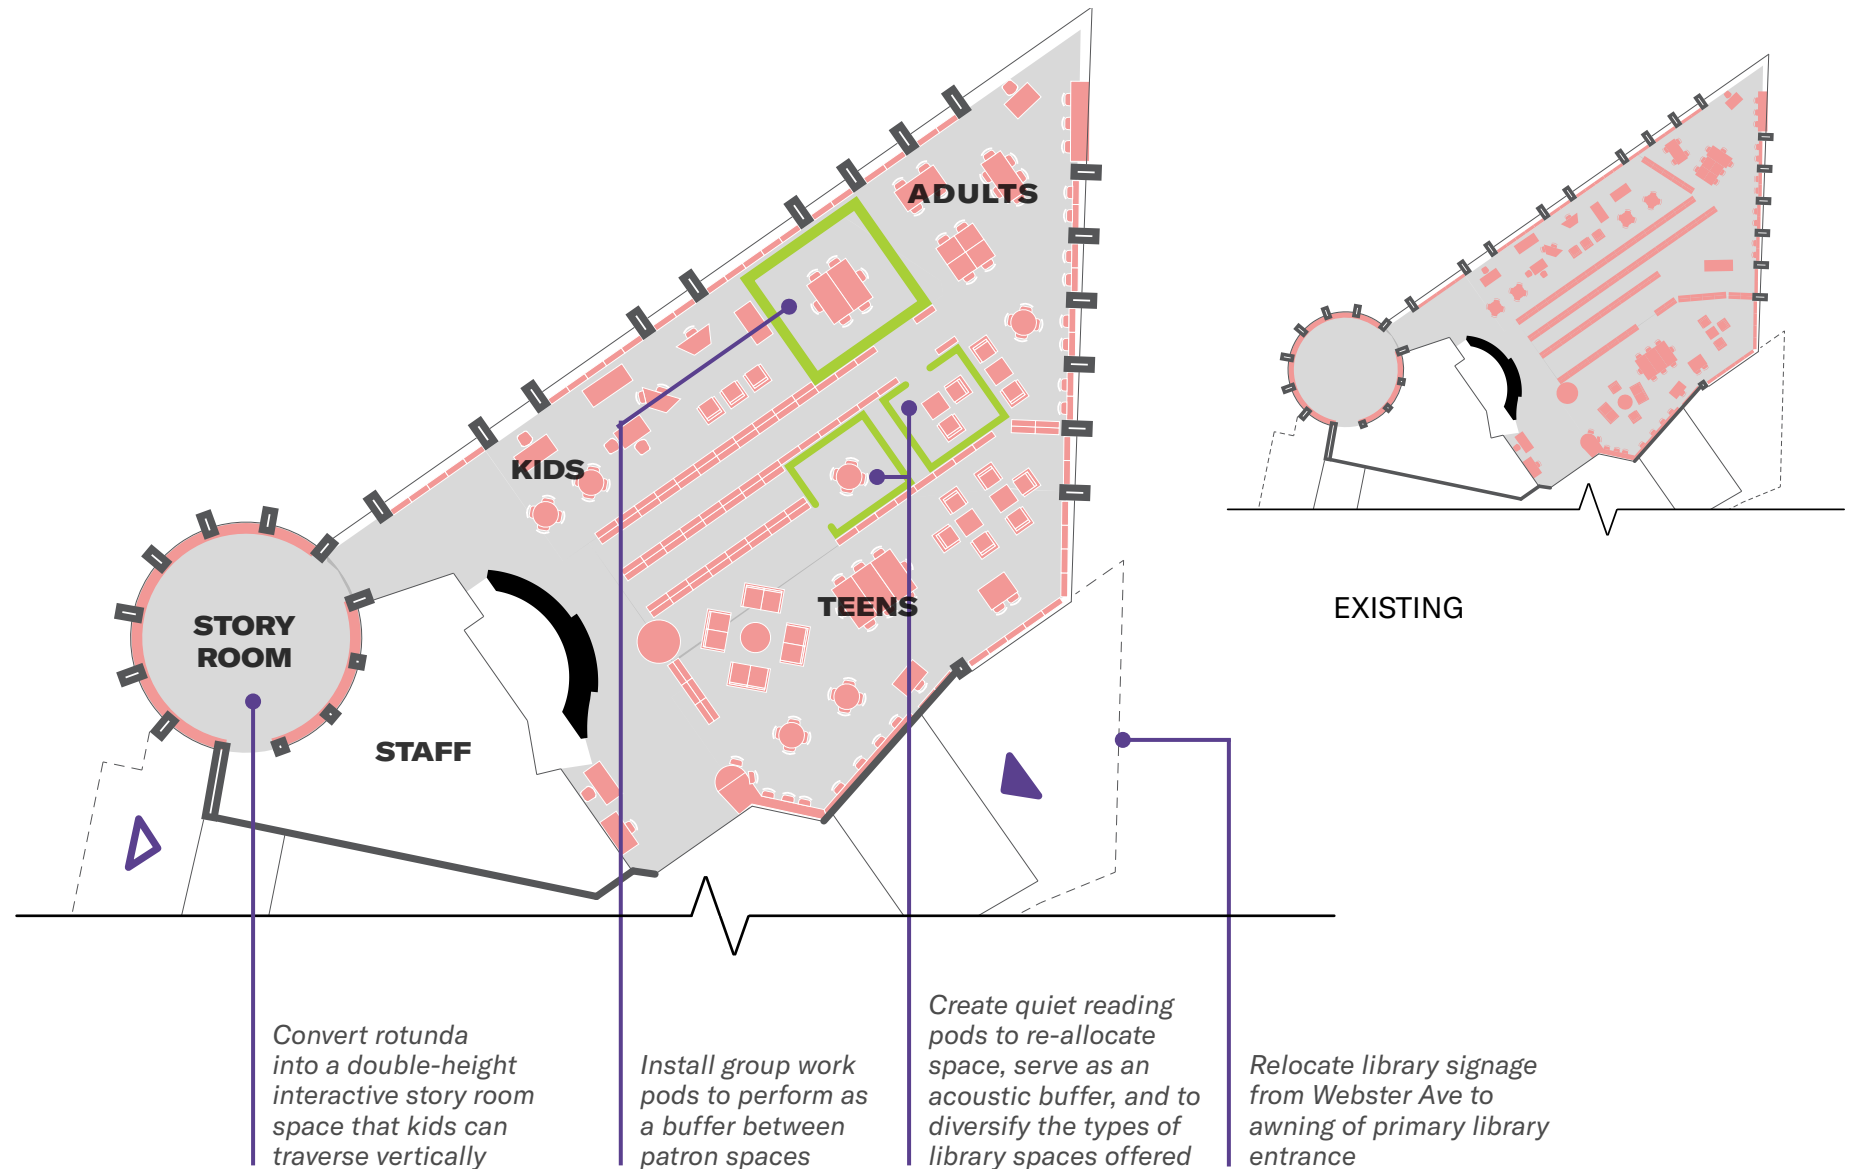 ADULTS
KIDS
STORY
ROOM
TEENS
STAFF
EXISTING
Convert rotunda
into a double-height
interactive story room
space that kids can
traverse vertically
Install group work
pods to perform as
a buffer between
patron spaces
Create quiet reading
pods to re-allocate
space, serve as an
acoustic buffer, and to
diversify the types of
library spaces offered
Relocate library signage
from Webster Ave to
awning of primary library
entrance